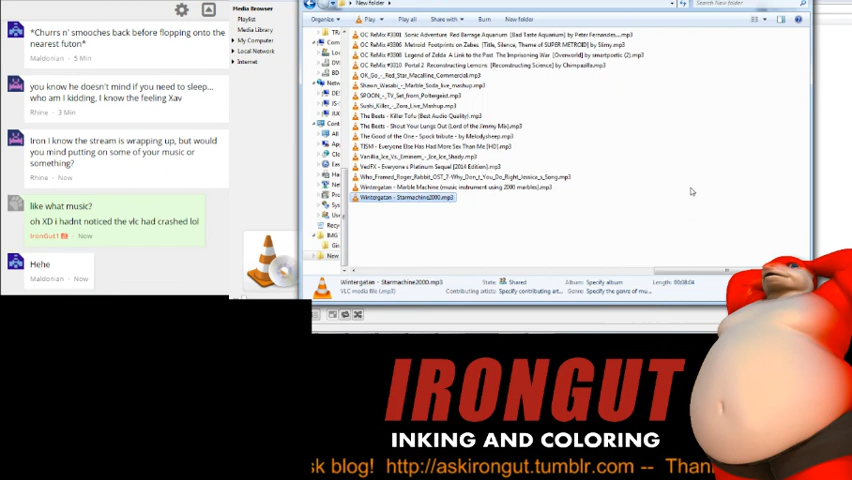 *Churrs n' smooches back before flopping onto the
nearest futon*
Maldonian · 5 Min
you know he doesn't mind if you need to sleep...
who am I kidding, I know the feeling Xav
Rhine · 3 Min
Iron I know the stream is wrapping up, but would
you mind putting on some of your music or
something?
Rhine · Now
like what music?
oh XD i hadnt noticed the vlc had crashed lol
IronGut1 · Now
Hehe
Maldonian · Now
Media Browser
Playlist
Media Library
My Computer
Local Network
Internet
New folder
Search New folder
Organize
Play
Play all
Share with
Burn
New folder
OC ReMix #3301 Sonic Adventure Red Barrage Aquarium [Bad Taste Aquarium] by Peter Fernandes....mp3
OC ReMix #3306 Metroid Footprints on Zebes (Title, Silence, Theme of SUPER METROID) by Slimy.mp3
OC ReMix #3308 Legend of Zelda A Link to the Past The Imprisoning War [Overworld] by smartpoetic (2).mp3
OC ReMix #3310 Portal 2 Reconstructing Lemons [Reconstructing Science] by Chimpazilla.mp3
OK_Go_-_Red_Star_Macalline_Commercial.mp3
Shawn_Wasabi_-_Marble_Soda_live_mashup.mp3
SPOON_-_TV_Set_from_Poltergeist.mp3
Sushi_Killer_-_Zora_Live_Mashup.mp3
The Beets - Killer Tofu (Best Audio Quality).mp3
The Beets - Shout Your Lungs Out (Lord of the Jimmy Mix).mp3
The Good of the One - Spock tribute - by Melodysheep.mp3
TISM - Everyone Else Has Had More Sex Than Me [HD].mp3
Vanillia_Ice_Vs._Eminem_-_Ice_Ice_Shady.mp3
VadFX - Emperor's Sequel [2014 Edition].mp3
Who_Framed_Roger_Rabbit_OST_7-Why_Don_t_You_Do_Right_Jessica_s_Song.mp3
Wintergatan - Marble Machine (music instrument using 2000 marbles).mp3
Wintergatan - Starmachine2000.mp3
Wintergatan - Starmachine2000.mp3
State: Shared
Album: Specify album
Length: 00:08:04
VLC media file (.mp3)
Contributing artists: Specify contributing art...
Genre: Specify the genre of mu...
IRONGUT
INKING AND COLORING
sk blog! http://askirongut.tumblr.com -- Than